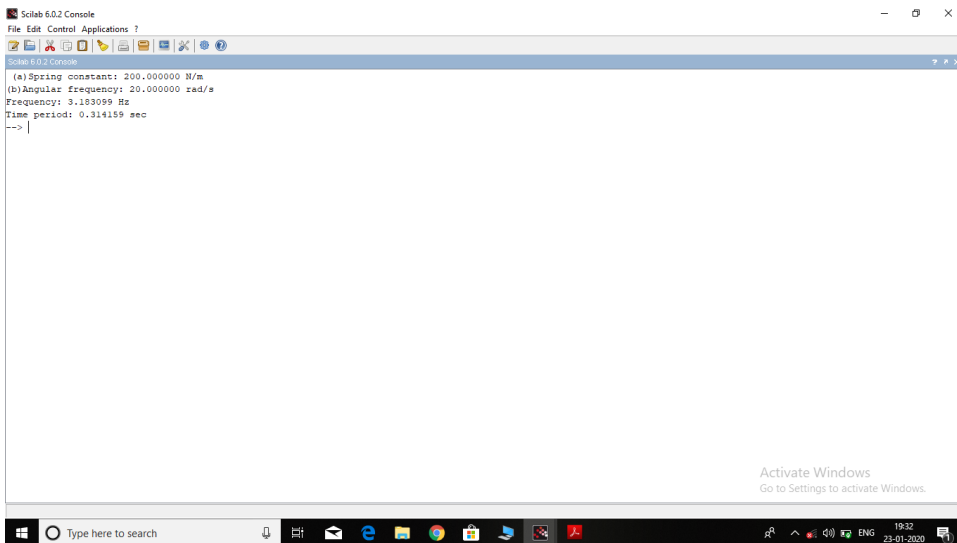 Scilab 6.0.2 Console
File Edit Control Applications ?
Scilab 6.0.2 Console
(a)Spring constant: 200.000000 N/m
(b)Angular frequency: 20.000000 rad/s
Frequency: 3.183099 Hz
Time period: 0.314159 sec
-->
Activate Windows
Go to Settings to activate Windows.
Type here to search
ENG
19:32
23-01-2020